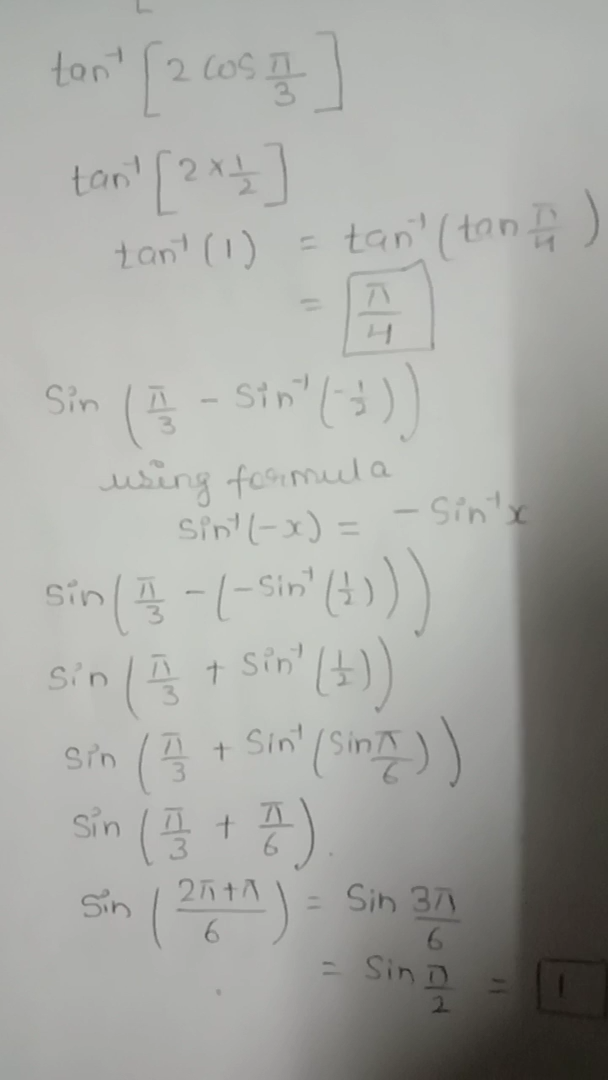 tan⁻¹ [2 cos π/3]
tan⁻¹ [2 × 1/2]
tan⁻¹ (1) = tan⁻¹ (tan π/4)
= π/4
Sin (π/3 - Sin⁻¹ (-1/2))
using formula
sin⁻¹(-x) = - Sin⁻¹x
sin (π/3 - (- Sin⁻¹ (1/2)))
Sin (π/3 + Sin⁻¹ (1/2))
sin (π/3 + Sin⁻¹ (Sin π/6))
Sin (π/3 + π/6)
Sin (2π+π/6) = Sin 3π/6
= Sin π/2 = 1